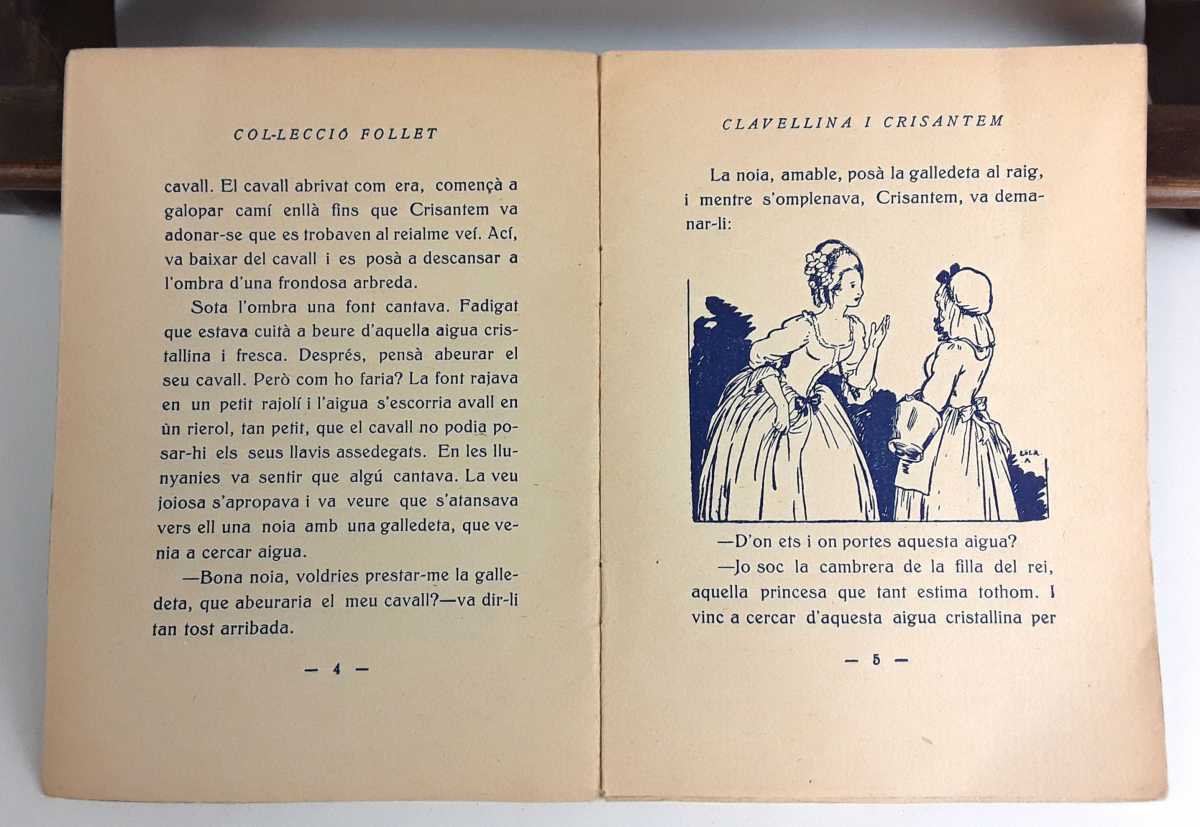 COL-LECCIÓ FOLLET
cavall. El cavall abrivat com era, començà a
galopar camí enllà fins que Crisantem va
adonar-se que es trobaven al reialme veí. Ací,
va baixar del cavall i es posà a descansar a
l'ombra d'una frondosa arbreda.
Sota l'ombra una font cantava. Fadigat
que estava cuità a beure d'aquella aigua cris-
tallina i fresca. Després, pensà abeurar el
seu cavall. Però com ho faria? La font rajava
en un petit rajolí i l'aigua s'escorria avall en
ùn rierol, tan petit, que el cavall no podia po-
sar-hi els seus llavis assedegats. En les llu-
nyanies va sentir que algú cantava. La veu
joiosa s'apropava i va veure que s'atansava
vers ell una noia amb una galledeta, que ve-
nia a cercar aigua.
—Bona noia, voldries prestar-me la galle-
deta, que abeuraria el meu cavall?—va dir-li
tan tost arribada.
— 4 —
CLAVELLINA I CRISANTEM
La noia, amable, posà la galledeta al raig,
i mentre s'omplenava, Crisantem, va dema-
nar-li:
—D'on ets i on portes aquesta aigua?
—Jo soc la cambrera de la filla del rei,
aquella princesa que tant estima tothom. I
vinc a cercar d'aquesta aigua cristallina per
— 5 —